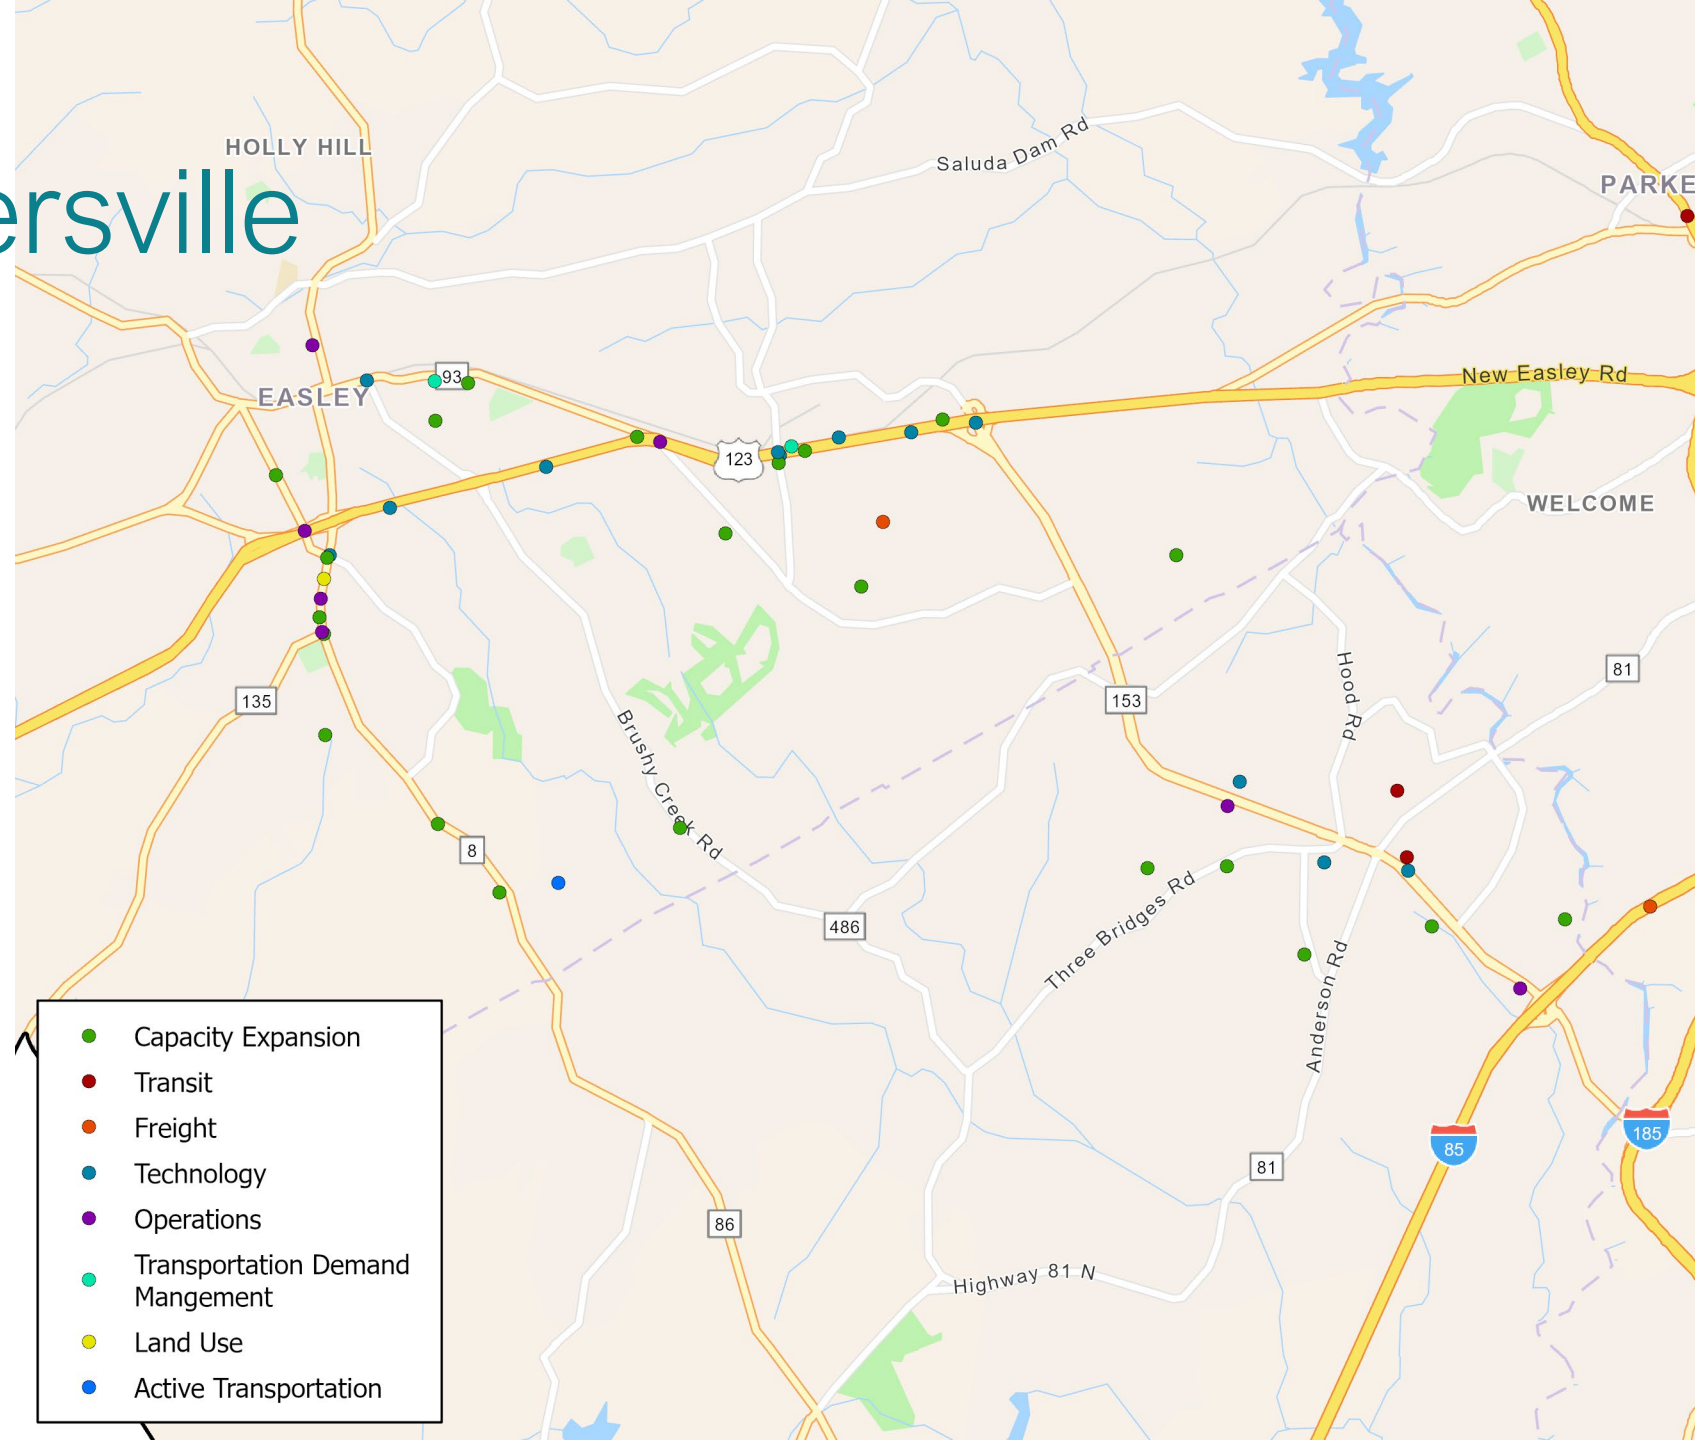 Saluda Dam Rd
HOLLY HILL
PARKE
ersville
93
New Easley Rd
EASLEY
123
WELCOME
Hood Rd
81
135
153
Brushy Creek Rd
8
Three Bridges Rd
486
Anderson Rd
Capacity Expansion
Transit
Freight
Technology
Operations
Transportation Demand
Mangement
Land Use
Active Transportation
185
85
81
86
Highway 81 N